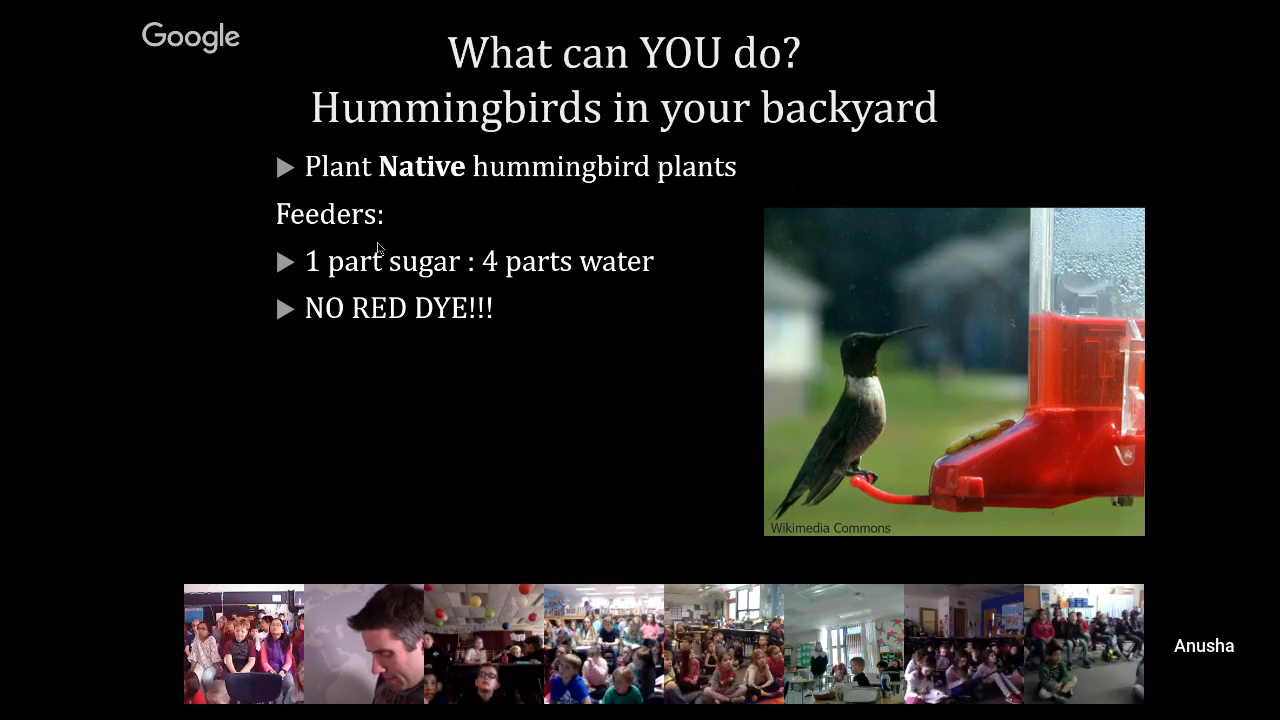 Google
What can YOU do?
Hummingbirds in your backyard
Plant Native hummingbird plants
Feeders:
1 part sugar : 4 parts water
NO RED DYE!!!
Wikimedia Commons
Anusha